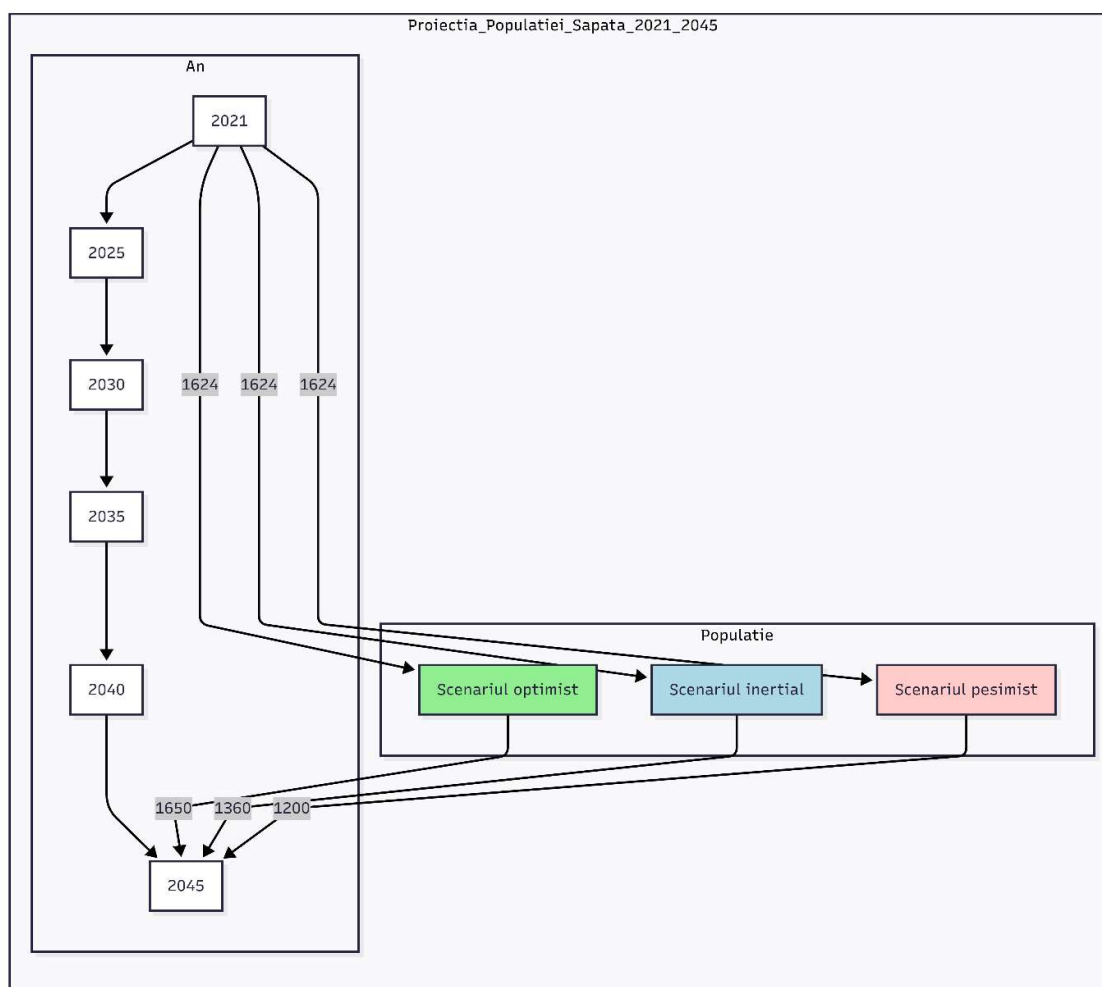 Proiectia_Populatiei_Sapata_2021_2045
An
2021
2025
2030
1624 1624 1624
2035
Populatie
2040
Scenariul optimist
Scenariul inertial
Scenariul pesimist
1650 1360 1200
2045